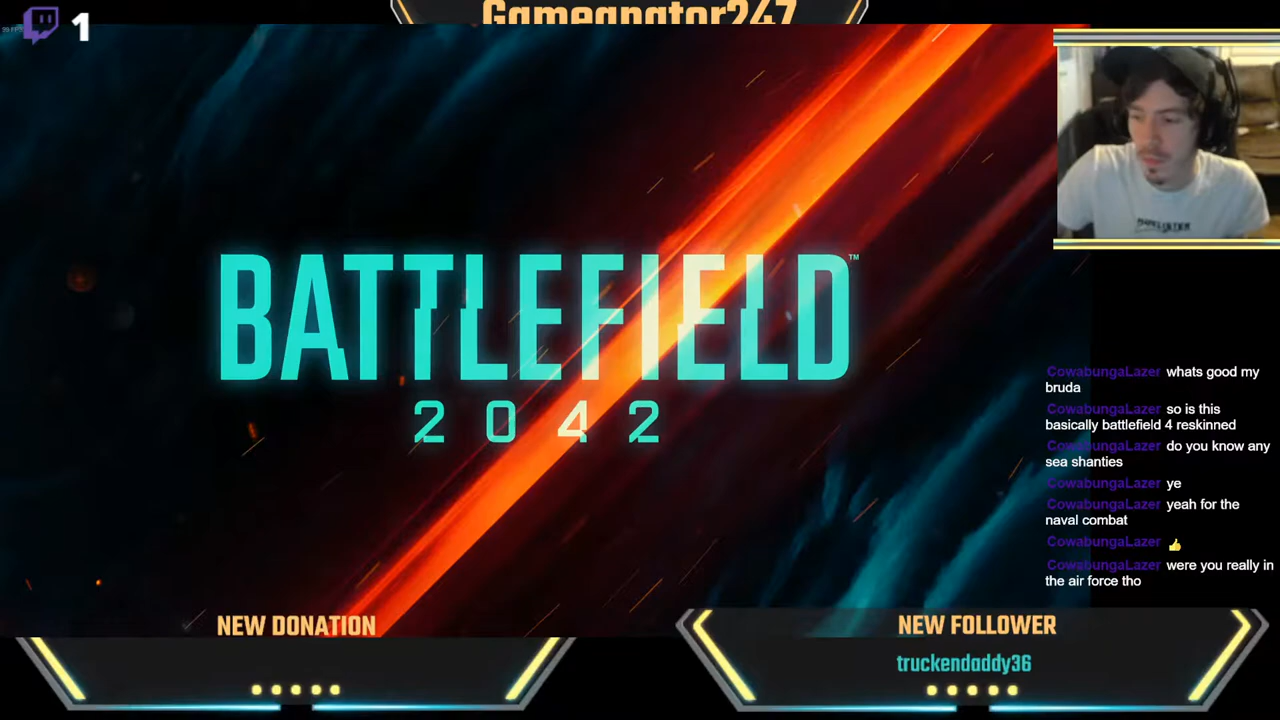 Gameanator247
1
BATTLEFIELD™
2042
CowabungaLazer whats good my
bruda
CowabungaLazer so is this
basically battlefield 4 reskinned
CowabungaLazer do you know any
sea shanties
CowabungaLazer ye
CowabungaLazer yeah for the
naval combat
CowabungaLazer 👍
CowabungaLazer were you really in
the air force tho
NEW DONATION
NEW FOLLOWER
truckendaddy36